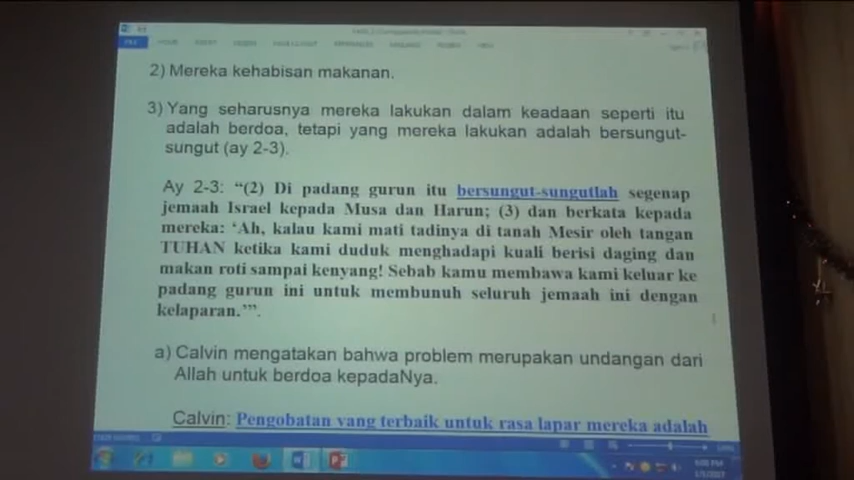 FILE
2) Mereka kehabisan makanan.
3) Yang seharusnya mereka lakukan dalam keadaan seperti itu
adalah berdoa, tetapi yang mereka lakukan adalah bersungut-
sungut (ay 2-3).
Ay 2-3: “(2) Di padang gurun itu bersungut-sungutlah segenap
jemaah Israel kepada Musa dan Harun; (3) dan berkata kepada
mereka: ‘Ah, kalau kami mati tadinya di tanah Mesir oleh tangan
TUHAN ketika kami duduk menghadapi kuali berisi daging dan
makan roti sampai kenyang! Sebab kamu membawa kami keluar ke
padang gurun ini untuk membunuh seluruh jemaah ini dengan
kelaparan.’”.
a) Calvin mengatakan bahwa problem merupakan undangan dari
Allah untuk berdoa kepadaNya.
Calvin: Pengobatan yang terbaik untuk rasa lapar mereka adalah